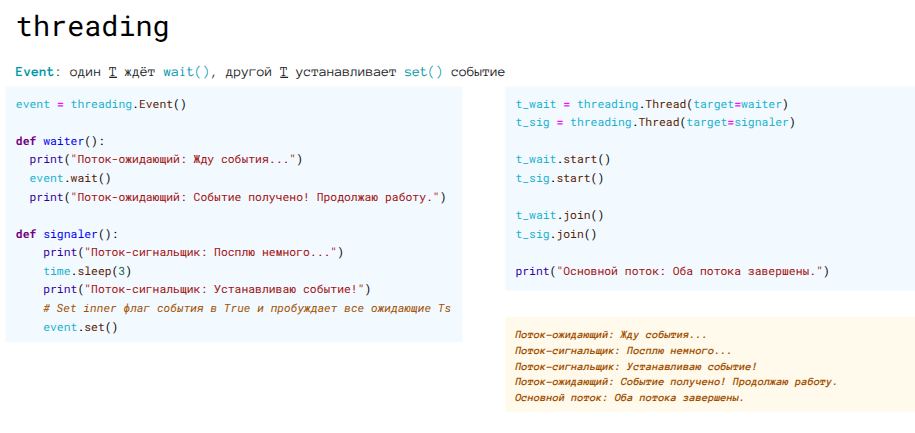 threading
Event: один T ждёт wait(), другой T устанавливает set() событие
event = threading.Event()
def waiter():
print("Поток-ожидающий: Жду события...")
event.wait()
print("Поток-ожидающий: Событие получено! Продолжаю работу.")
def signaler():
print("Поток-сигнальщик: Посплю немного...")
time.sleep(3)
print("Поток-сигнальщик: Устанавливаю событие!")
# Set inner флаг события в True и пробуждает все ожидающие Ts
event.set()
t_wait = threading.Thread(target=waiter)
t_sig = threading.Thread(target=signaler)
t_wait.start()
t_sig.start()
t_wait.join()
t_sig.join()
print("Основной поток: Оба потока завершены.")
Поток-ожидающий: Жду события...
Поток-сигнальщик: Посплю немного...
Поток-сигнальщик: Устанавливаю событие!
Поток-ожидающий: Событие получено! Продолжаю работу.
Основной поток: Оба потока завершены.